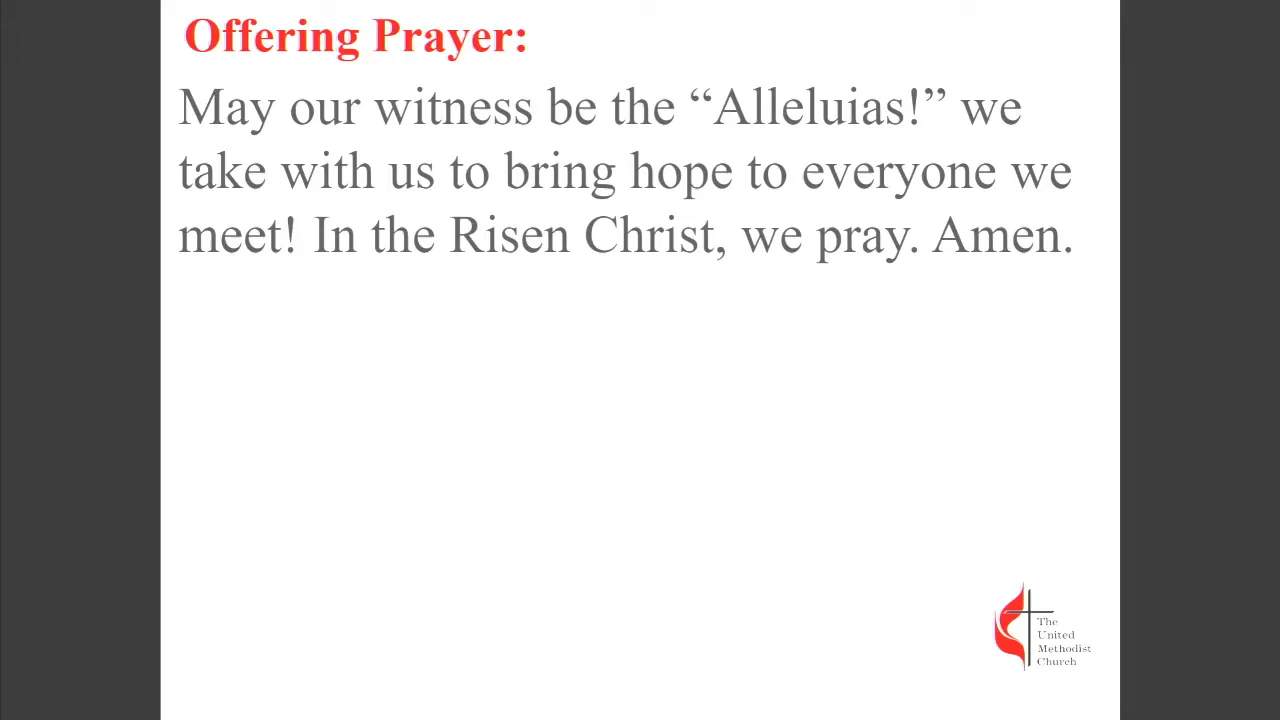 Offering Prayer:
May our witness be the “Alleluias!” we
take with us to bring hope to everyone we
meet! In the Risen Christ, we pray. Amen.
The
United
Methodist
Church